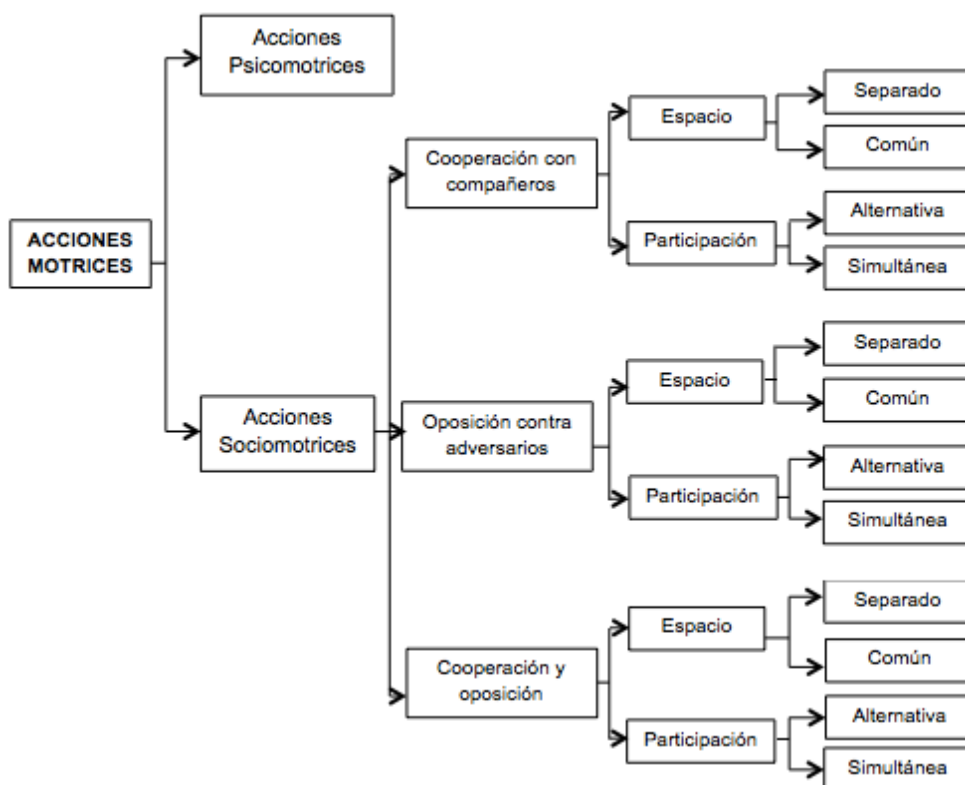 Acciones
Psicomotrices
ACCIONES
MOTRICES
Acciones
Sociomotrices
Cooperación con
compañeros
Espacio
Separado
Común
Participación
Alternativa
Simultánea
Oposición contra
adversarios
Espacio
Separado
Común
Participación
Alternativa
Simultánea
Cooperación y
oposición
Espacio
Separado
Común
Participación
Alternativa
Simultánea